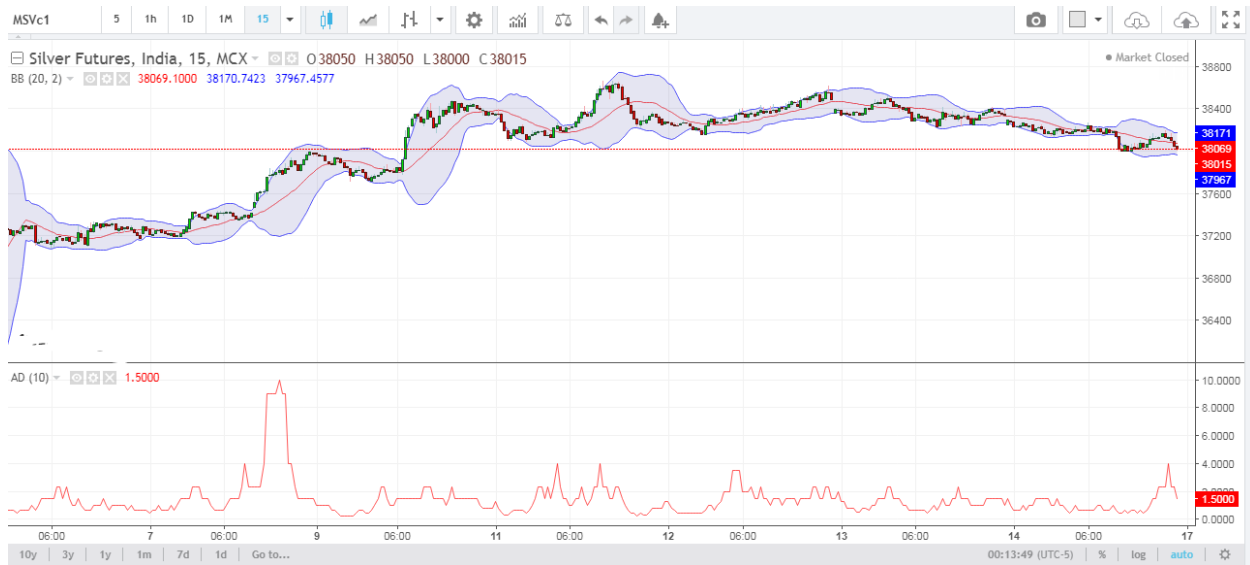 MSVc1 5 1h 1D 1M 15
Silver Futures, India, 15, MCX O38050 H38050 L38000 C38015
Market Closed
BB (20, 2) 38069.1000 38170.7423 37967.4577
38800
38400
38171
38069
38015
37967
37600
37200
36800
36400
AD (10) 1.5000
10.0000
8.0000
6.0000
4.0000
1.5000
0.0000
06:00 7 06:00 9 06:00 11 06:00 12 06:00 13 06:00 14 06:00 17
10y 3y 1y 1m 7d 1d Go to... 00:13:49 (UTC-5) % log auto